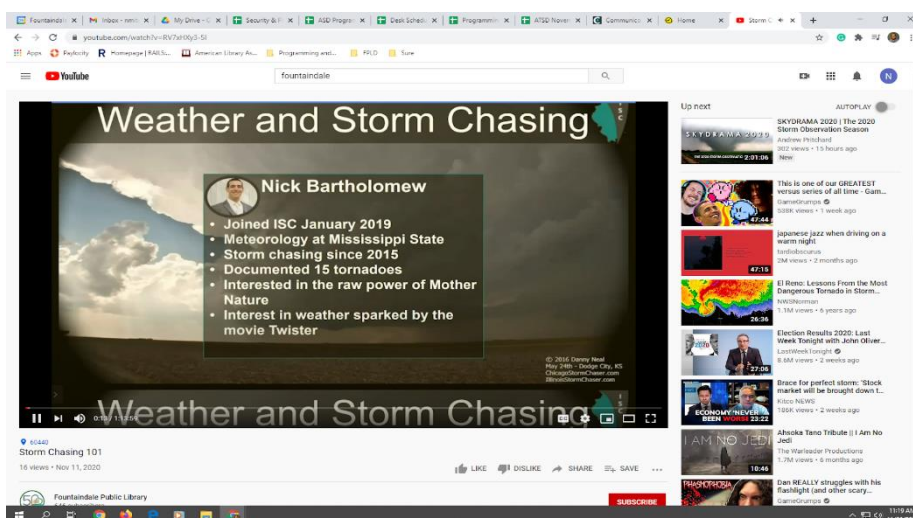 Fountaindale
Inbox - nmit
My Drive - G
Security & P
ASD Progra
Desk Schedu
Programmin
ATSD Novem
Communica
Home
Storm C
youtube.com/watch?v=RV7xHXy3-SI
Apps
Paylocity
Homepage | RAILS...
American Library As...
Programming and...
FPLD
Sure
YouTube
fountaindale
N
Weather and Storm Chasing
Nick Bartholomew
• Joined ISC January 2019
• Meteorology at Mississippi State
• Storm chasing since 2015
• Documented 15 tornadoes
• Interested in the raw power of Mother
Nature
• Interest in weather sparked by the
movie Twister
© 2016 Danny Neal
May 24th - Dodge City, KS
ChicagoStormChaser.com
IllinoisStormChaser.com
Weather and Storm Chasing
60440
Storm Chasing 101
16 views • Nov 11, 2020
LIKE
DISLIKE
SHARE
SAVE
Fountaindale Public Library
SUBSCRIBE
Up next
AUTOPLAY
SKYDRAMA 2020
2:01:06
SKYDRAMA 2020 | The 2020
Storm Observation Season
Andrew Pritchard
302 views • 15 hours ago
New
47:44
This is one of our GREATEST
versus series of all time - Gam...
GameGrumps
508K views • 1 week ago
47:15
japanese jazz when driving on a
warm night
tardiobscurus
2M views • 2 months ago
26:36
El Reno: Lessons From the Most
Dangerous Tornado in Storm...
NWSNorman
1.1M views • 6 years ago
2020
27:06
Election Results 2020: Last
Week Tonight with John Oliver...
LastWeekTonight
8.6M views • 2 weeks ago
ECONOMY 'NEVER
BEEN WORSE'
23:22
Brace for perfect storm: 'Stock
market will be brought down t...
Kitco NEWS
186K views • 2 weeks ago
I AM NO JEDI
10:46
Ahsoka Tano Tribute || I Am No
Jedi
The Warleader Productions
1.7M views • 6 months ago
PHASMOPHOBIA
Dan REALLY struggles with his
flashlight (and other scary...
GameGrumps
11:19 AM